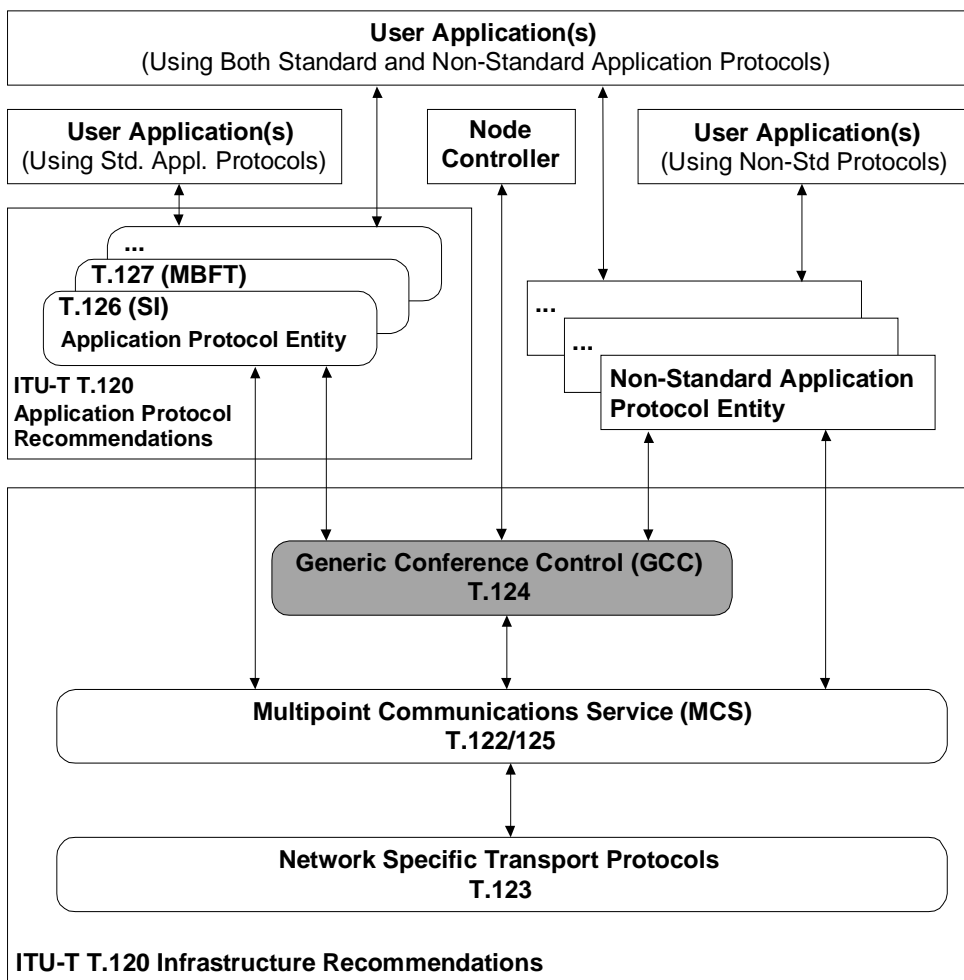 User Application(s)
(Using Both Standard and Non-Standard Application Protocols)
User Application(s)
(Using Std. Appl. Protocols)
Node
Controller
User Application(s)
(Using Non-Std Protocols)
...
T.127 (MBFT)
T.126 (SI)
Application Protocol Entity
ITU-T T.120
Application Protocol
Recommendations
...
...
Non-Standard Application
Protocol Entity
Generic Conference Control (GCC)
T.124
Multipoint Communications Service (MCS)
T.122/125
Network Specific Transport Protocols
T.123
ITU-T T.120 Infrastructure Recommendations